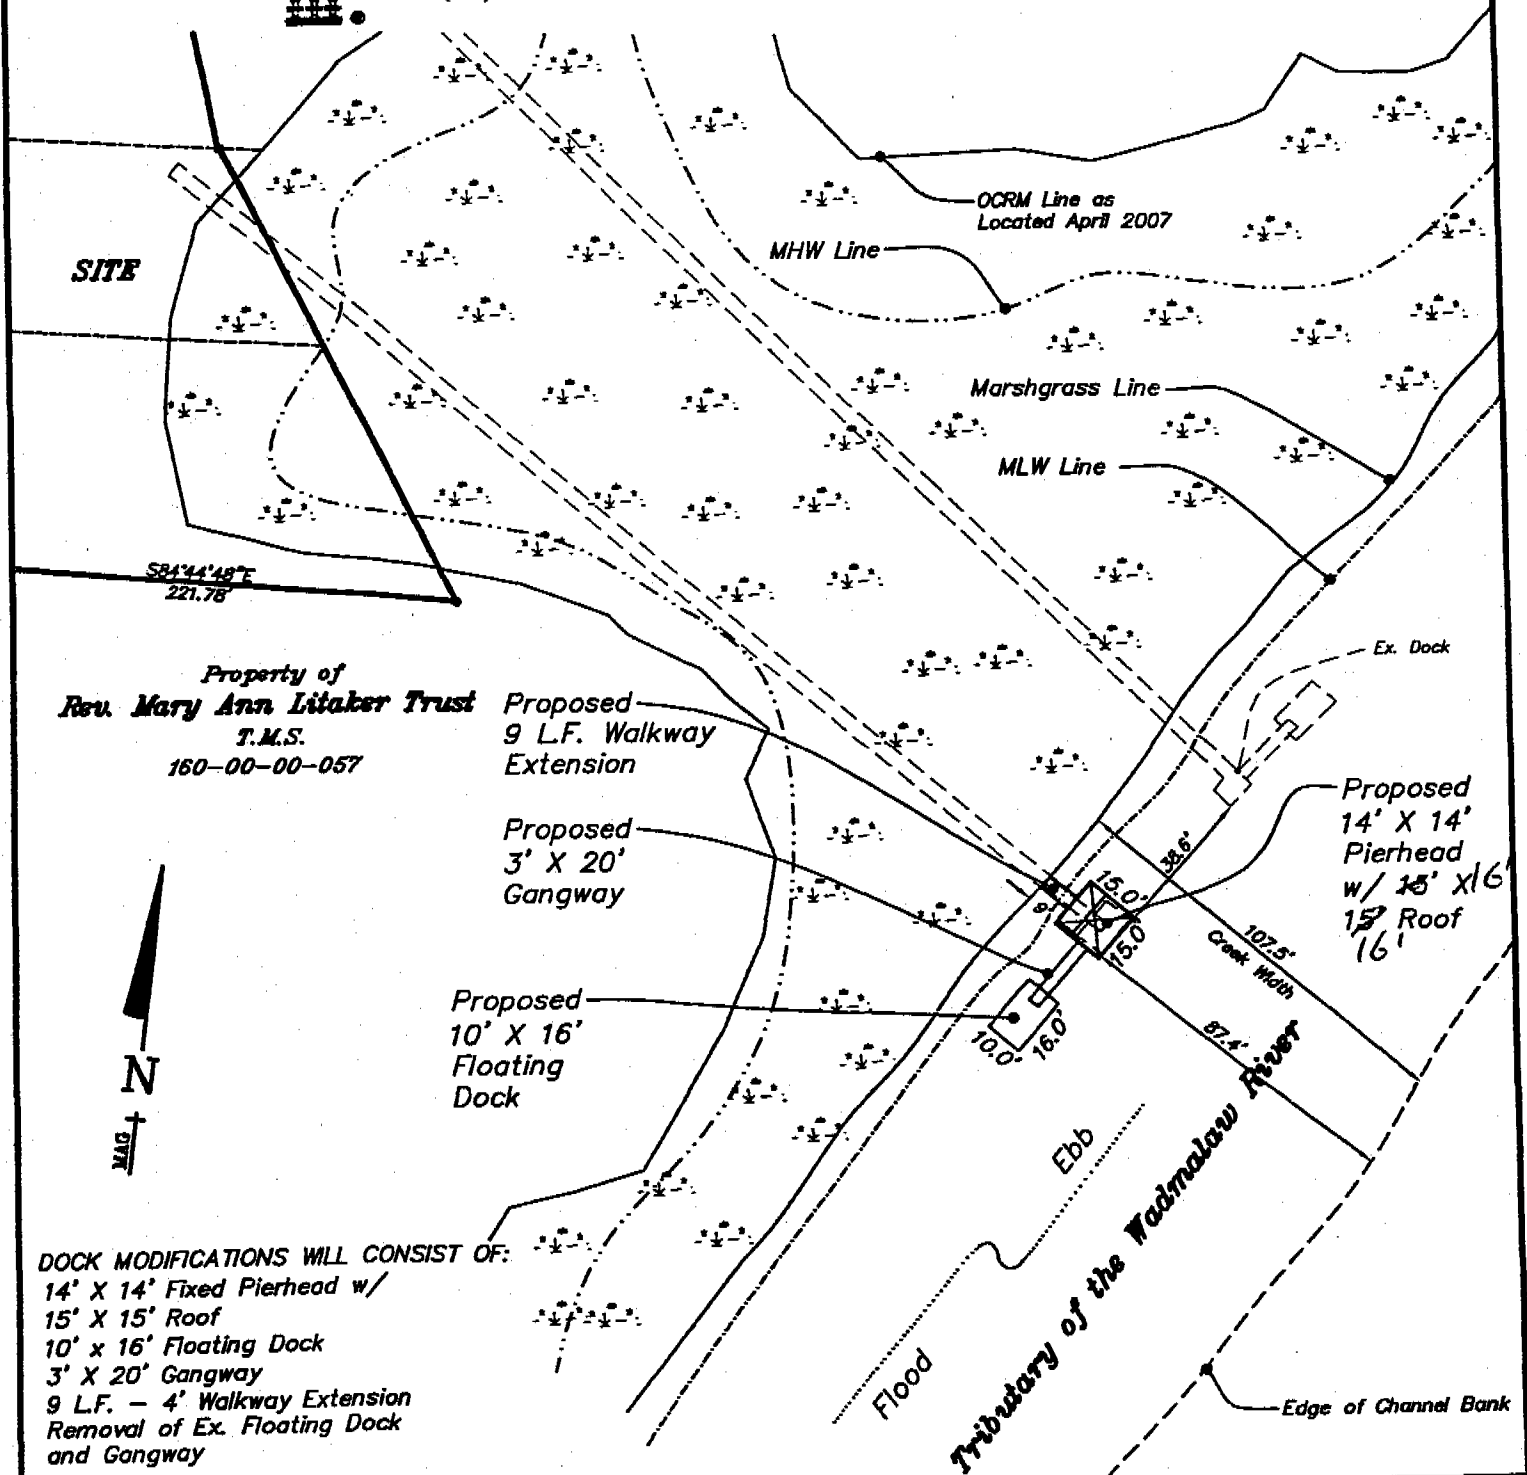 III.
OCRM Line as
Located April 2007
MHW Line
SITE
Marshgrass Line
MLW Line
S84°44'48"E
221.78'
Ex. Dock
Property of
Rev. Mary Ann Litaker Trust
T.M.S.
160-00-00-057
Proposed
9 L.F. Walkway
Extension
Proposed
3' X 20'
Gangway
Proposed
14' X 14'
Pierhead
w/ 15' X 16'
15' Roof
16'
38.6'
15.0'
9'
15.0'
107.5'
Creek Width
87.4'
Proposed
10' X 16'
Floating
Dock
10.0'
16.0'
N
MAG
Ebb
Flood
Tributary of the Wadmalaw River
DOCK MODIFICATIONS WILL CONSIST OF:
14' X 14' Fixed Pierhead w/
15' X 15' Roof
10' x 16' Floating Dock
3' X 20' Gangway
9 L.F. - 4' Walkway Extension
Removal of Ex. Floating Dock
and Gangway
Edge of Channel Bank